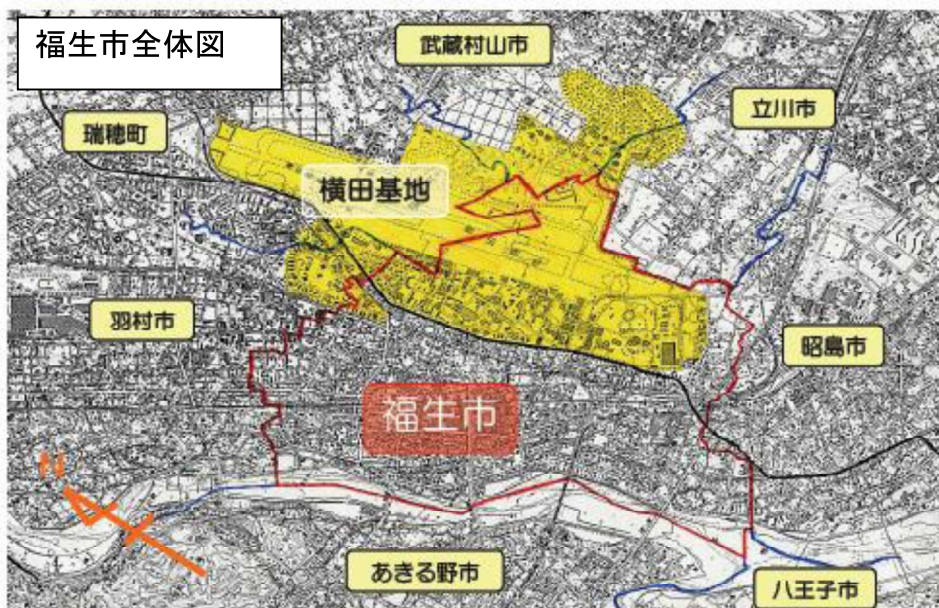 福生市全体図
武蔵村山市
立川市
瑞穂町
横田基地
羽村市
昭島市
福生市
N
あきる野市
八王子市